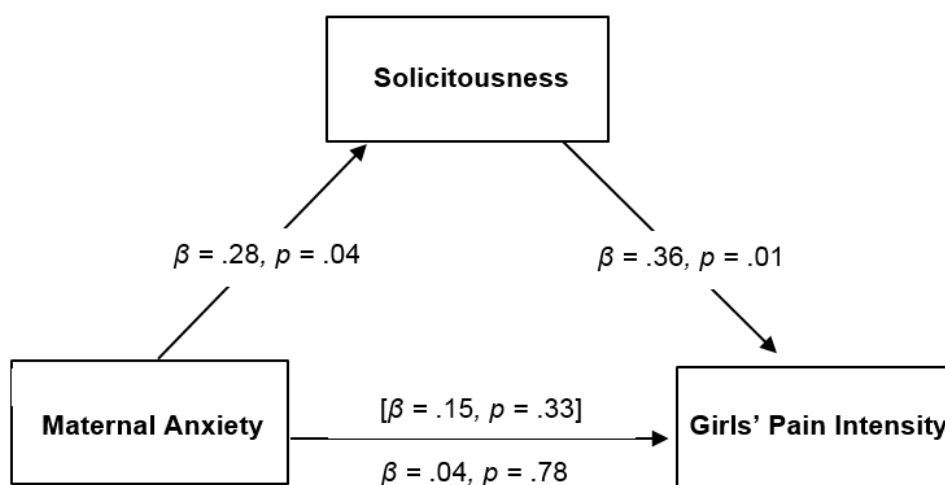 Solicitousness
β = .28, p = .04
β = .36, p = .01
Maternal Anxiety
[β = .15, p = .33]
β = .04, p = .78
Girls’ Pain Intensity